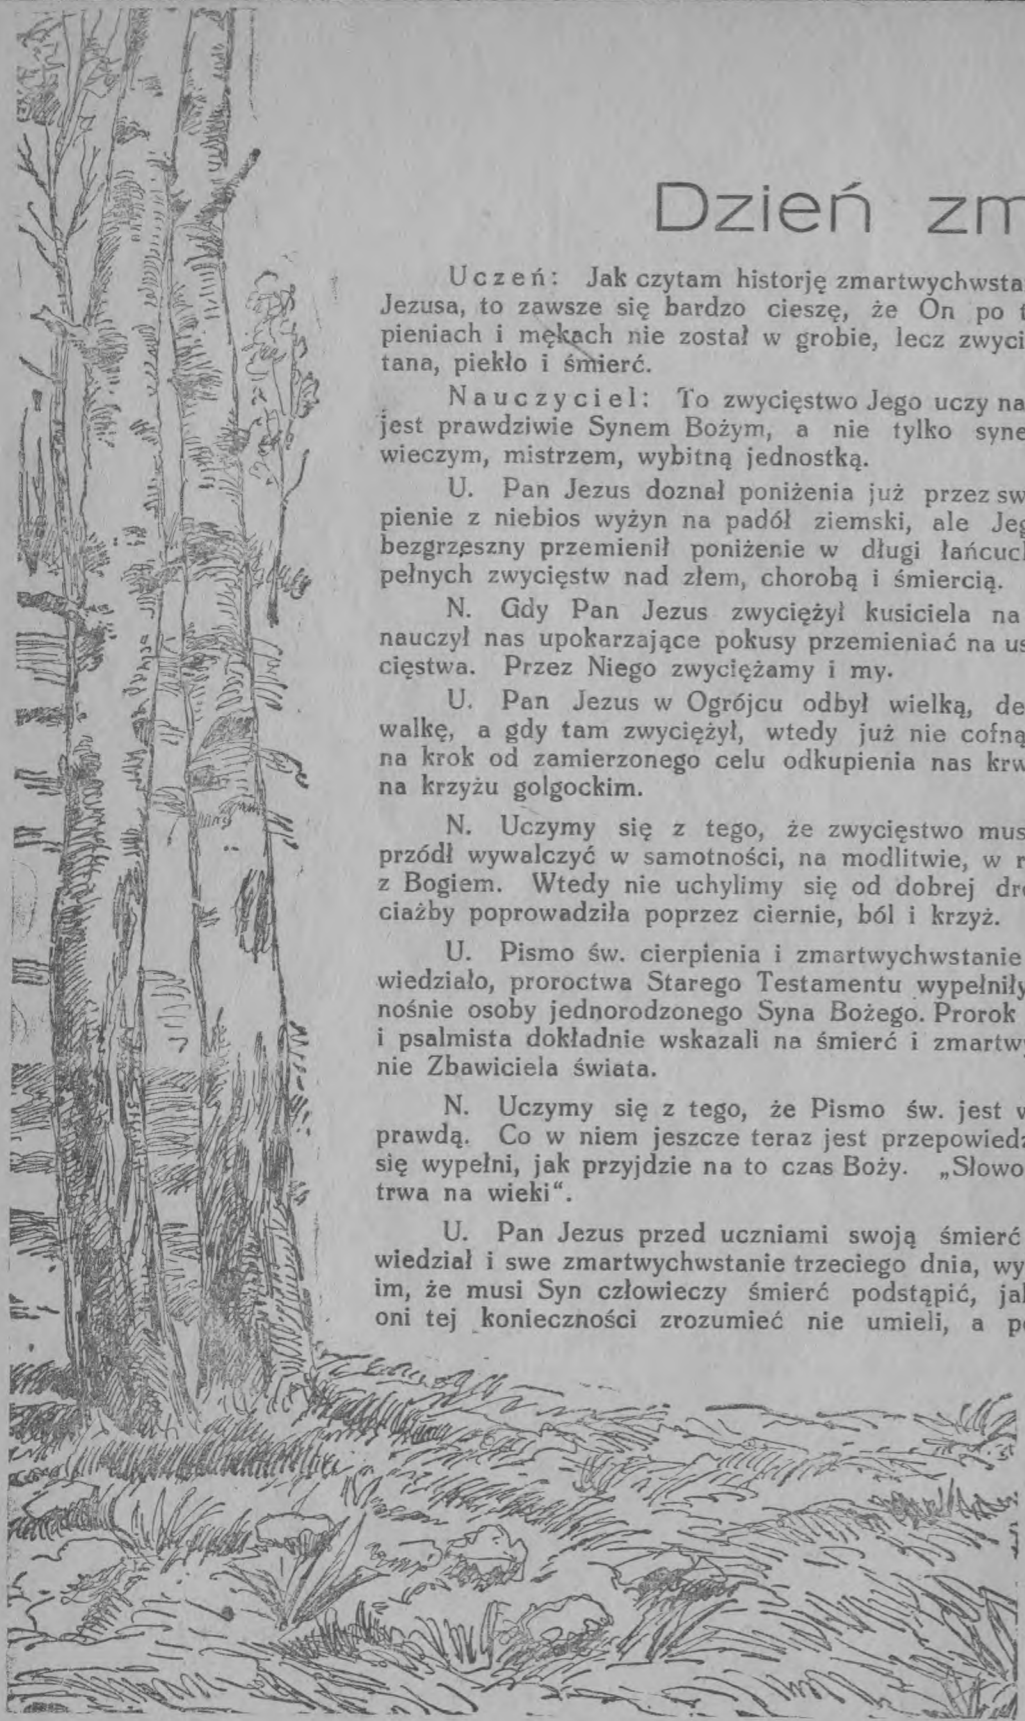 Dzień zm
Uczeń: Jak czytam historję zmartwychwsta
Jezusa, to zawsze się bardzo cieszę, że On po t
pieniach i mękach nie został w grobie, lecz zwyci
tana, piekło i śmierć.
Nauczyciel: To zwycięstwo Jego uczy na
jest prawdziwie Synem Bożym, a nie tylko syne
wieczym, mistrzem, wybitną jednostką.
U. Pan Jezus doznał poniżenia już przez sw
pienie z niebios wyżyn na padół ziemski, ale Jeg
bezgrzeszny przemienił poniżenie w długi łańcuc
pełnych zwycięstw nad złem, chorobą i śmiercią.
N. Gdy Pan Jezus zwyciężył kusiciela na
nauczył nas upokarzające pokusy przemieniać na us
cięstwa. Przez Niego zwyciężamy i my.
U. Pan Jezus w Ogrójcu odbył wielką, de
walkę, a gdy tam zwyciężył, wtedy już nie cofną
na krok od zamierzonego celu odkupienia nas krw
na krzyżu golgockim.
N. Uczymy się z tego, że zwycięstwo mus
przódł wywalczyć w samotności, na modlitwie, w r
z Bogiem. Wtedy nie uchylimy się od dobrej dr
ciażby poprowadziła poprzez ciernie, ból i krzyż.
U. Pismo św. cierpienia i zmartwychwstanie
wiedziało, proroctwa Starego Testamentu wypełniły
nośnie osoby jednorodzonego Syna Bożego. Prorok
i psalmista dokładnie wskazali na śmierć i zmartw
nie Zbawiciela świata.
N. Uczymy się z tego, że Pismo św. jest w
prawdą. Co w niem jeszcze teraz jest przepowiedz
się wypełni, jak przyjdzie na to czas Boży. „Słowo
trwa na wieki“.
U. Pan Jezus przed uczniami swoją śmierć
wiedział i swe zmartwychwstanie trzeciego dnia, wy
im, że musi Syn człowieczy śmierć podstąpić, jak
oni tej konieczności zrozumieć nie umieli, a p